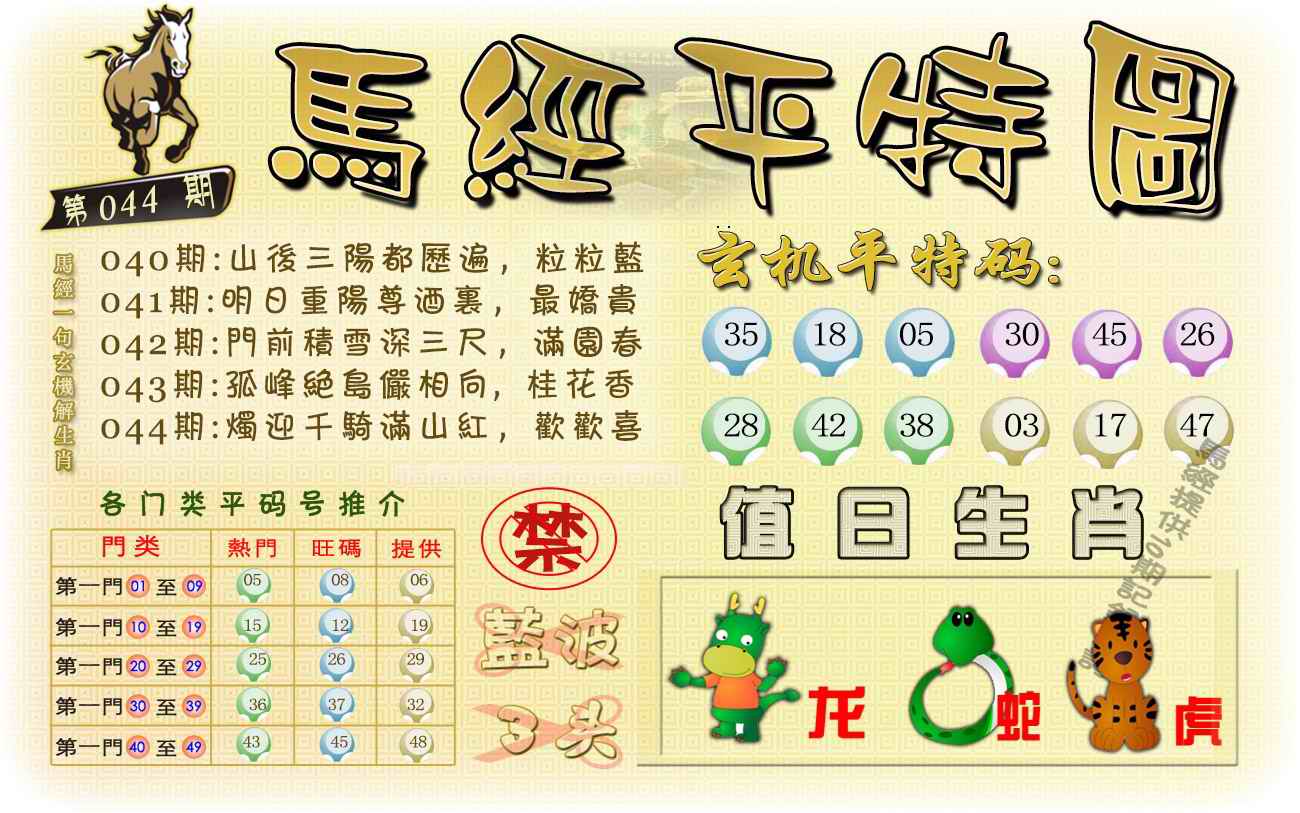 馬經平特圖
第044期
馬經一句玄機解生肖
040期:山後三陽都歷遍，粒粒藍
041期:明日重陽尊酒裏，最嬌貴
042期:門前積雪深三尺，滿園春
043期:孤峰絕島儼相向，桂花香
044期:燭迎千騎滿山紅，歡歡喜
玄机平特码:
35 18 05 30 45 26
28 42 38 03 17 47
各门类平码号推介
門类 熱門 旺碼 提供
第一門 01 至 09 05 08 06
第一門 10 至 19 15 12 19
第一門 20 至 29 25 26 29
第一門 30 至 39 36 37 32
第一門 40 至 49 43 45 48
禁
藍波
3头
值日生肖
龙 蛇 虎